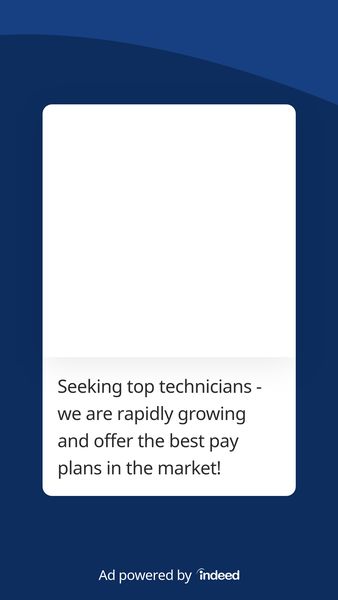 Seeking top technicians -
we are rapidly growing
and offer the best pay
plans in the market!
Ad powered by indeed